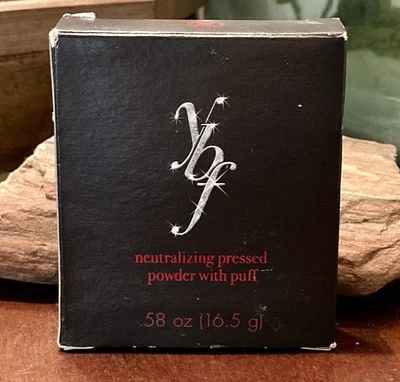 ybf
neutralizing pressed
powder with puff
.58 oz (16.5 g)